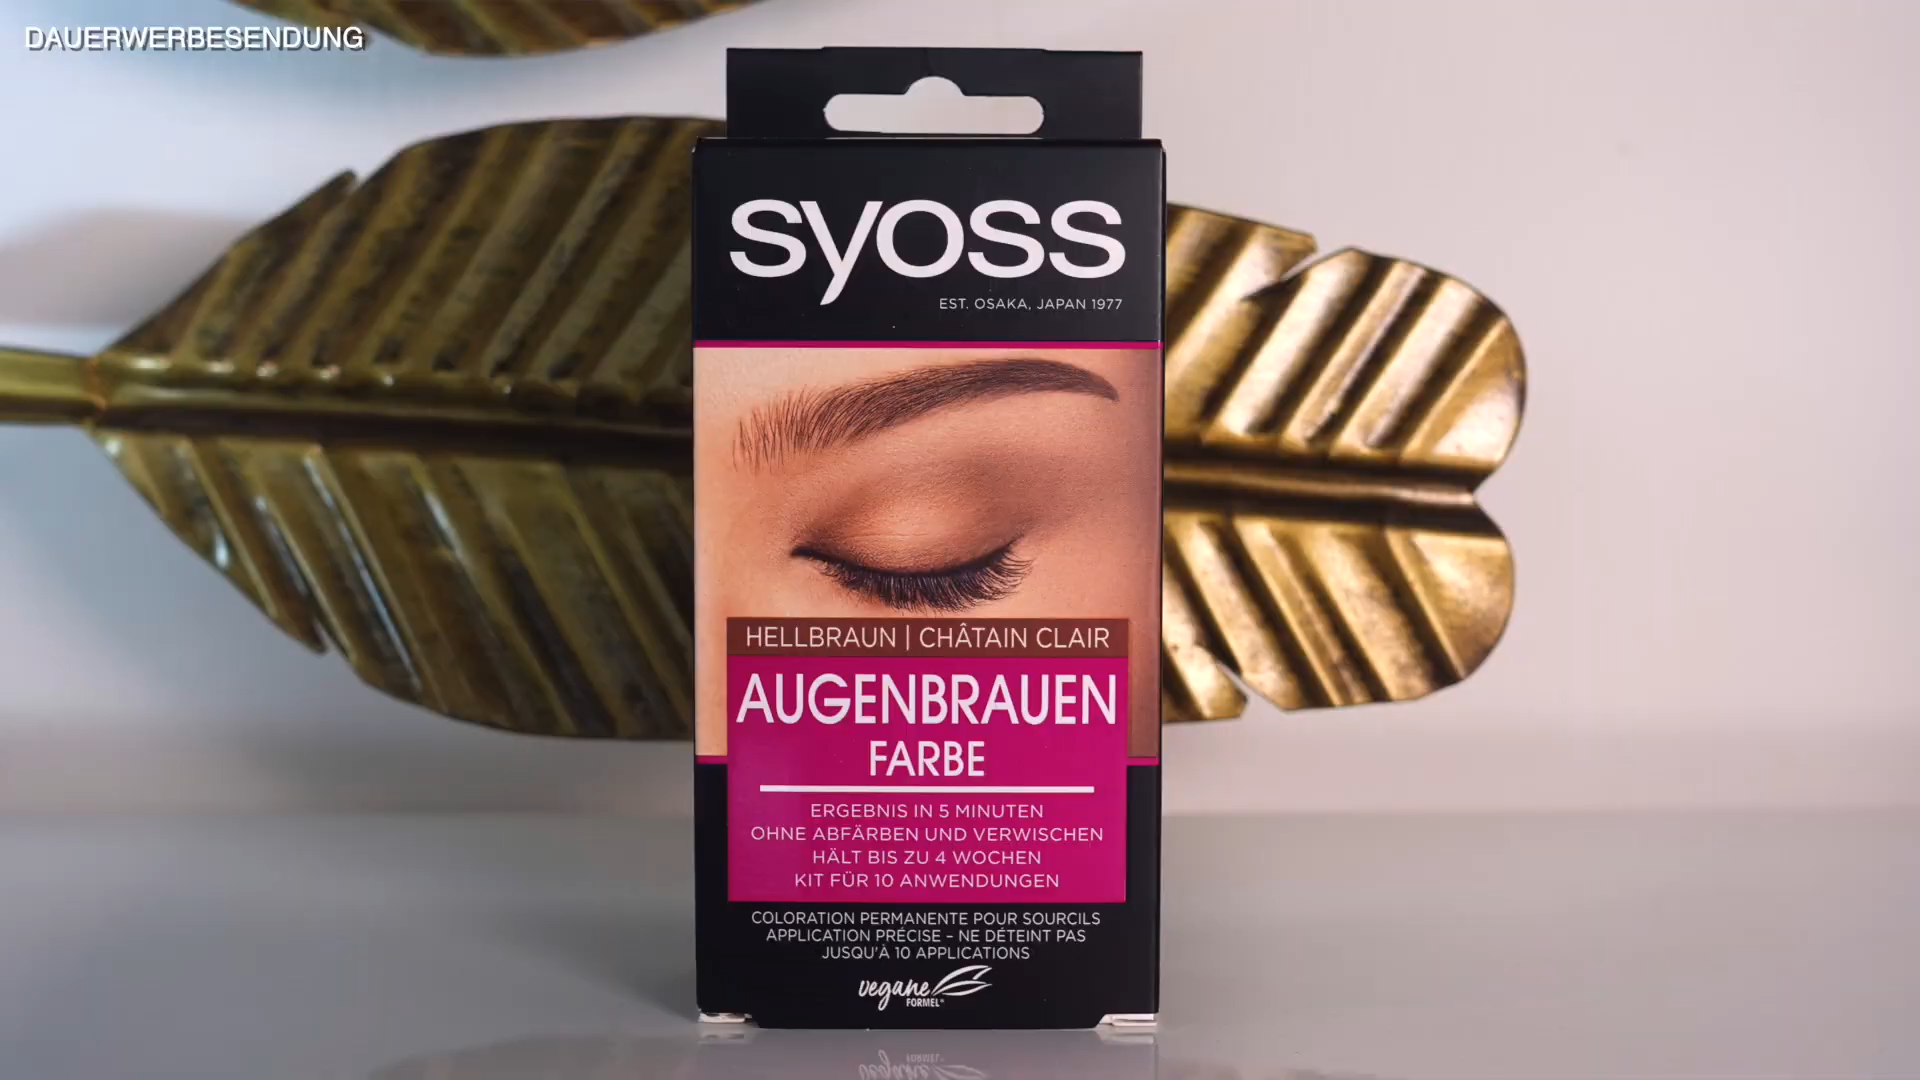 DAUERWERBESENDUNG
syoss
EST. OSAKA, JAPAN 1977
HELLBRAUN | CHÂTAIN CLAIR
AUGENBRAUEN
FARBE
ERGEBNIS IN 5 MINUTEN
OHNE ABFÄRBEN UND VERWISCHEN
HÄLT BIS ZU 4 WOCHEN
KIT FÜR 10 ANWENDUNGEN
COLORATION PERMANENTE POUR SOURCILS
APPLICATION PRÉCISE – NE DÉTEINT PAS
JUSQU'À 10 APPLICATIONS
vegane
FORMEL*